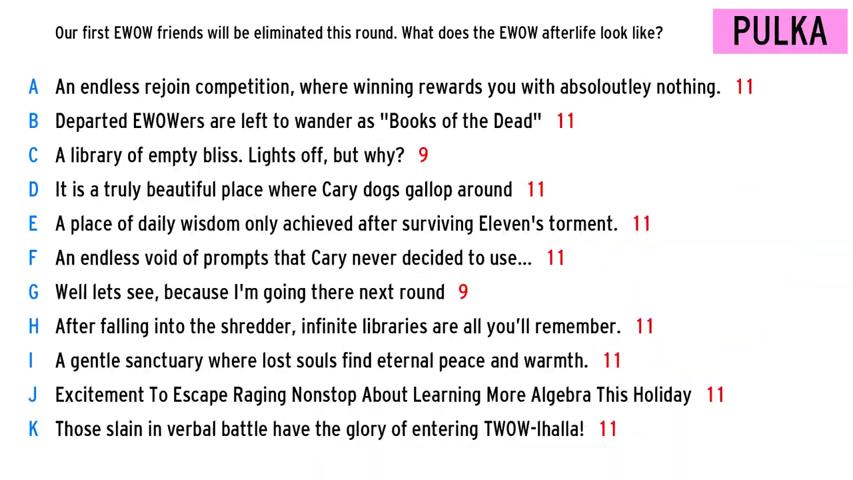 Our first EWOW friends will be eliminated this round. What does the EWOW afterlife look like?
PULKA
A An endless rejoin competition, where winning rewards you with absoloutley nothing. 11
B Departed EWOWers are left to wander as "Books of the Dead" 11
C A library of empty bliss. Lights off, but why? 9
D It is a truly beautiful place where Cary dogs gallop around 11
E A place of daily wisdom only achieved after surviving Eleven's torment. 11
F An endless void of prompts that Cary never decided to use... 11
G Well lets see, because I'm going there next round 9
H After falling into the shredder, infinite libraries are all you’ll remember. 11
I A gentle sanctuary where lost souls find eternal peace and warmth. 11
J Excitement To Escape Raging Nonstop About Learning More Algebra This Holiday 11
K Those slain in verbal battle have the glory of entering TWOW-lhalla! 11